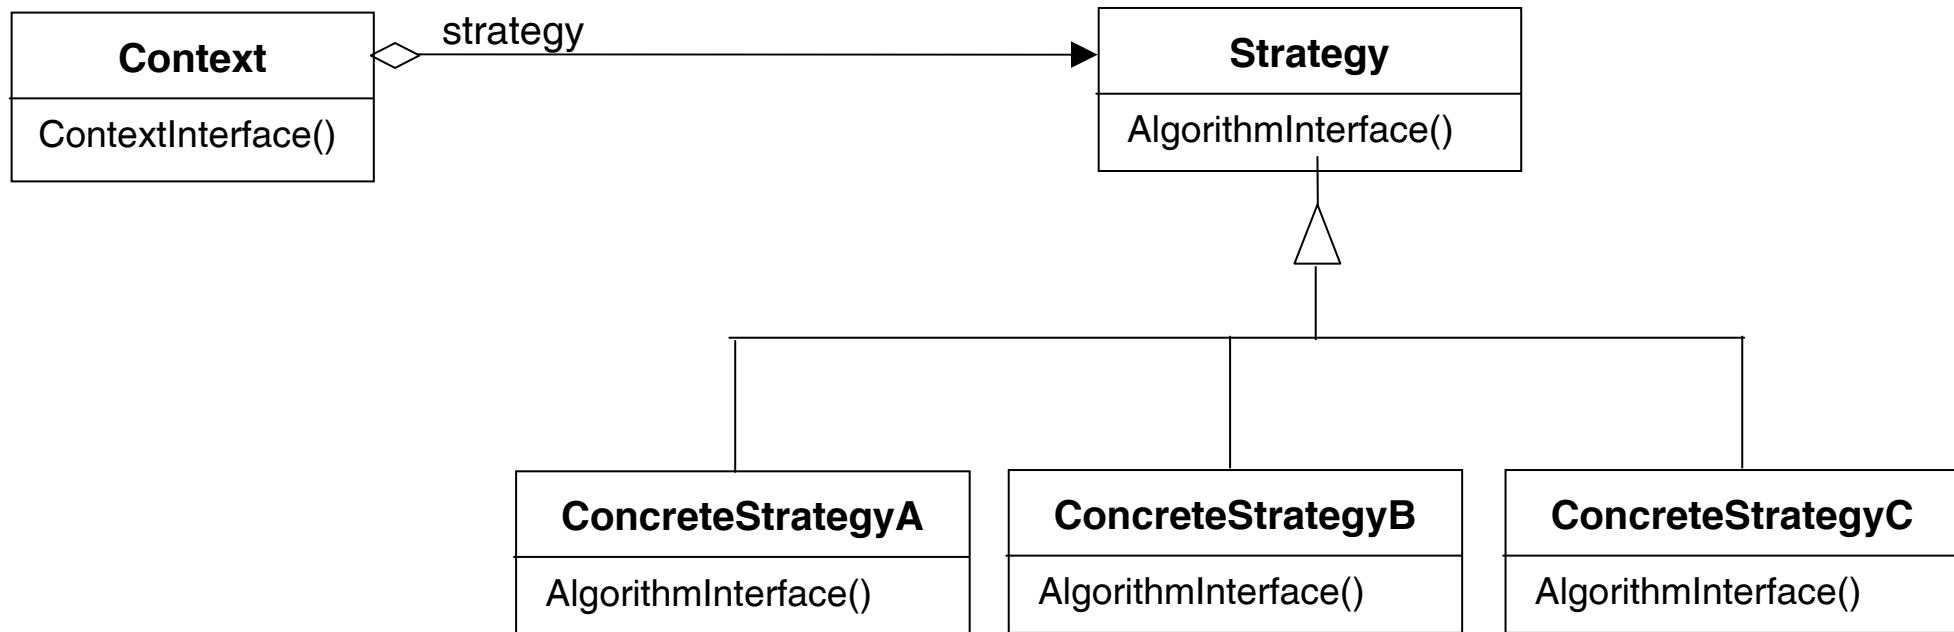 Context
strategy
Strategy
ContextInterface()
AlgorithmInterface()
ConcreteStrategyA
ConcreteStrategyB
ConcreteStrategyC
AlgorithmInterface()
AlgorithmInterface()
AlgorithmInterface()